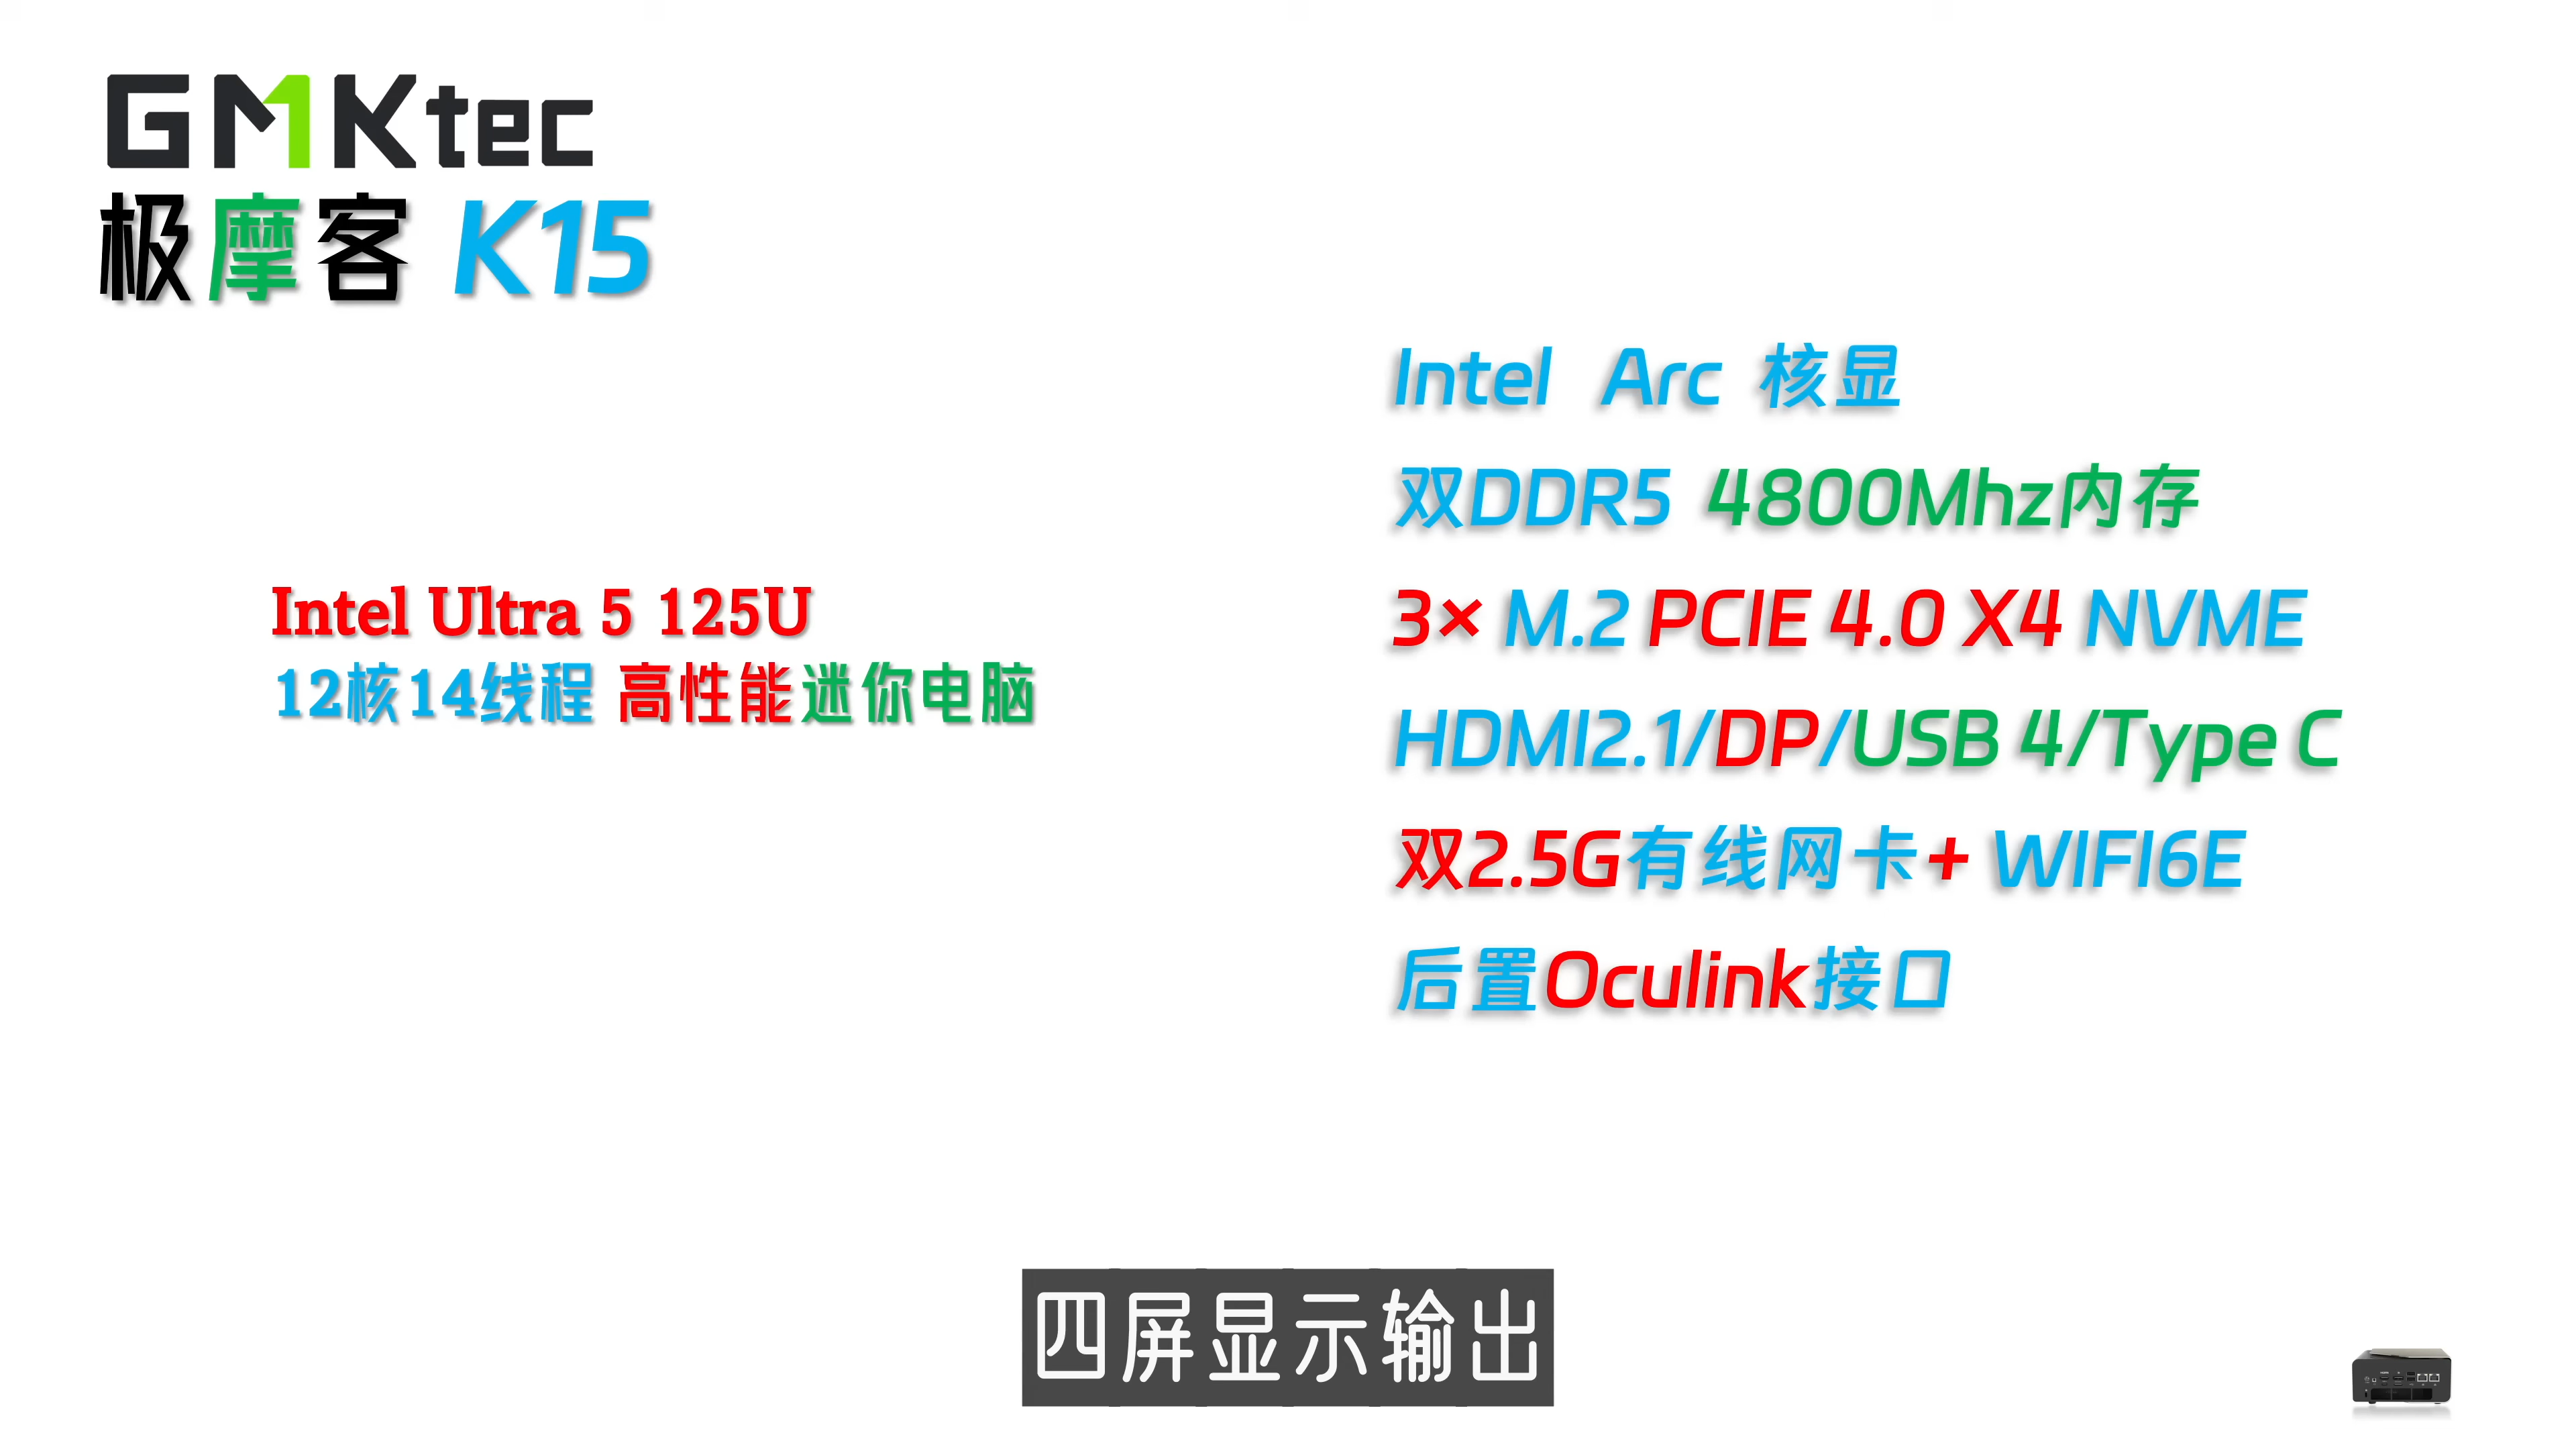 GMKtec
极摩客 K15
Intel Ultra 5 125U
12核14线程 高性能迷你电脑
Intel Arc 核显
双DDR5 4800Mhz内存
3× M.2 PCIE 4.0 X4 NVME
HDMI2.1/DP/USB 4/Type C
双2.5G有线网卡+ WIFI6E
后置Oculink接口
四屏显示输出